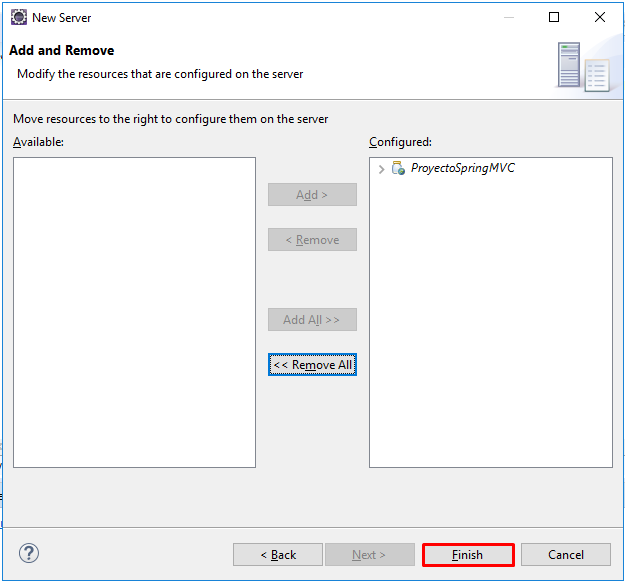 New Server
Add and Remove
Modify the resources that are configured on the server
Move resources to the right to configure them on the server
Available:
Configured:
ProyectoSpringMVC
Add >
< Remove
Add All >>
<< Remove All
?
< Back
Next >
Finish
Cancel